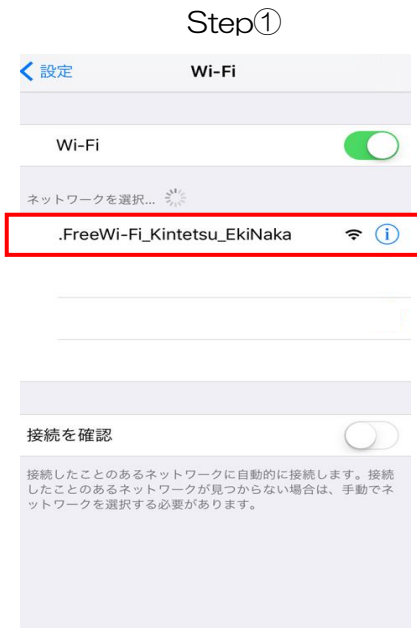 Step①
設定
Wi-Fi
Wi-Fi
ネットワークを選択...
.FreeWi-Fi_Kintetsu_EkiNaka
接続を確認
接続したことのあるネットワークに自動的に接続します。接続
したことのあるネットワークが見つからない場合は、手動でネ
ットワークを選択する必要があります。